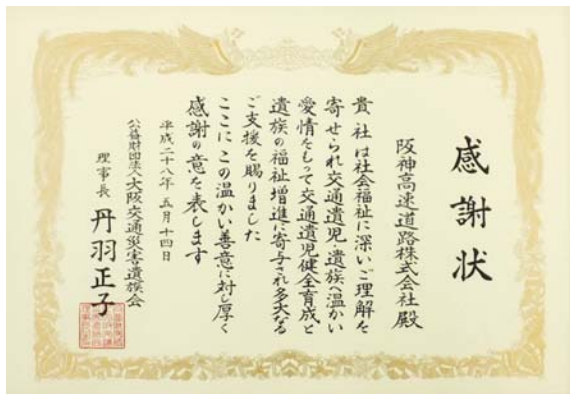 感謝状
阪神高速道路株式会社殿
貴社は社会福祉に深いご理解を
寄せられ交通遺児・遺族へ温かい
愛情をもって交通遺児健全育成と
遺族の福祉増進に寄与され多大なる
ご支援を賜りました
ここにこの温かい善意に対し厚く
感謝の意を表します
平成二十八年五月十四日
公益財団法人大阪交通災害遺族会
理事長 丹羽正子